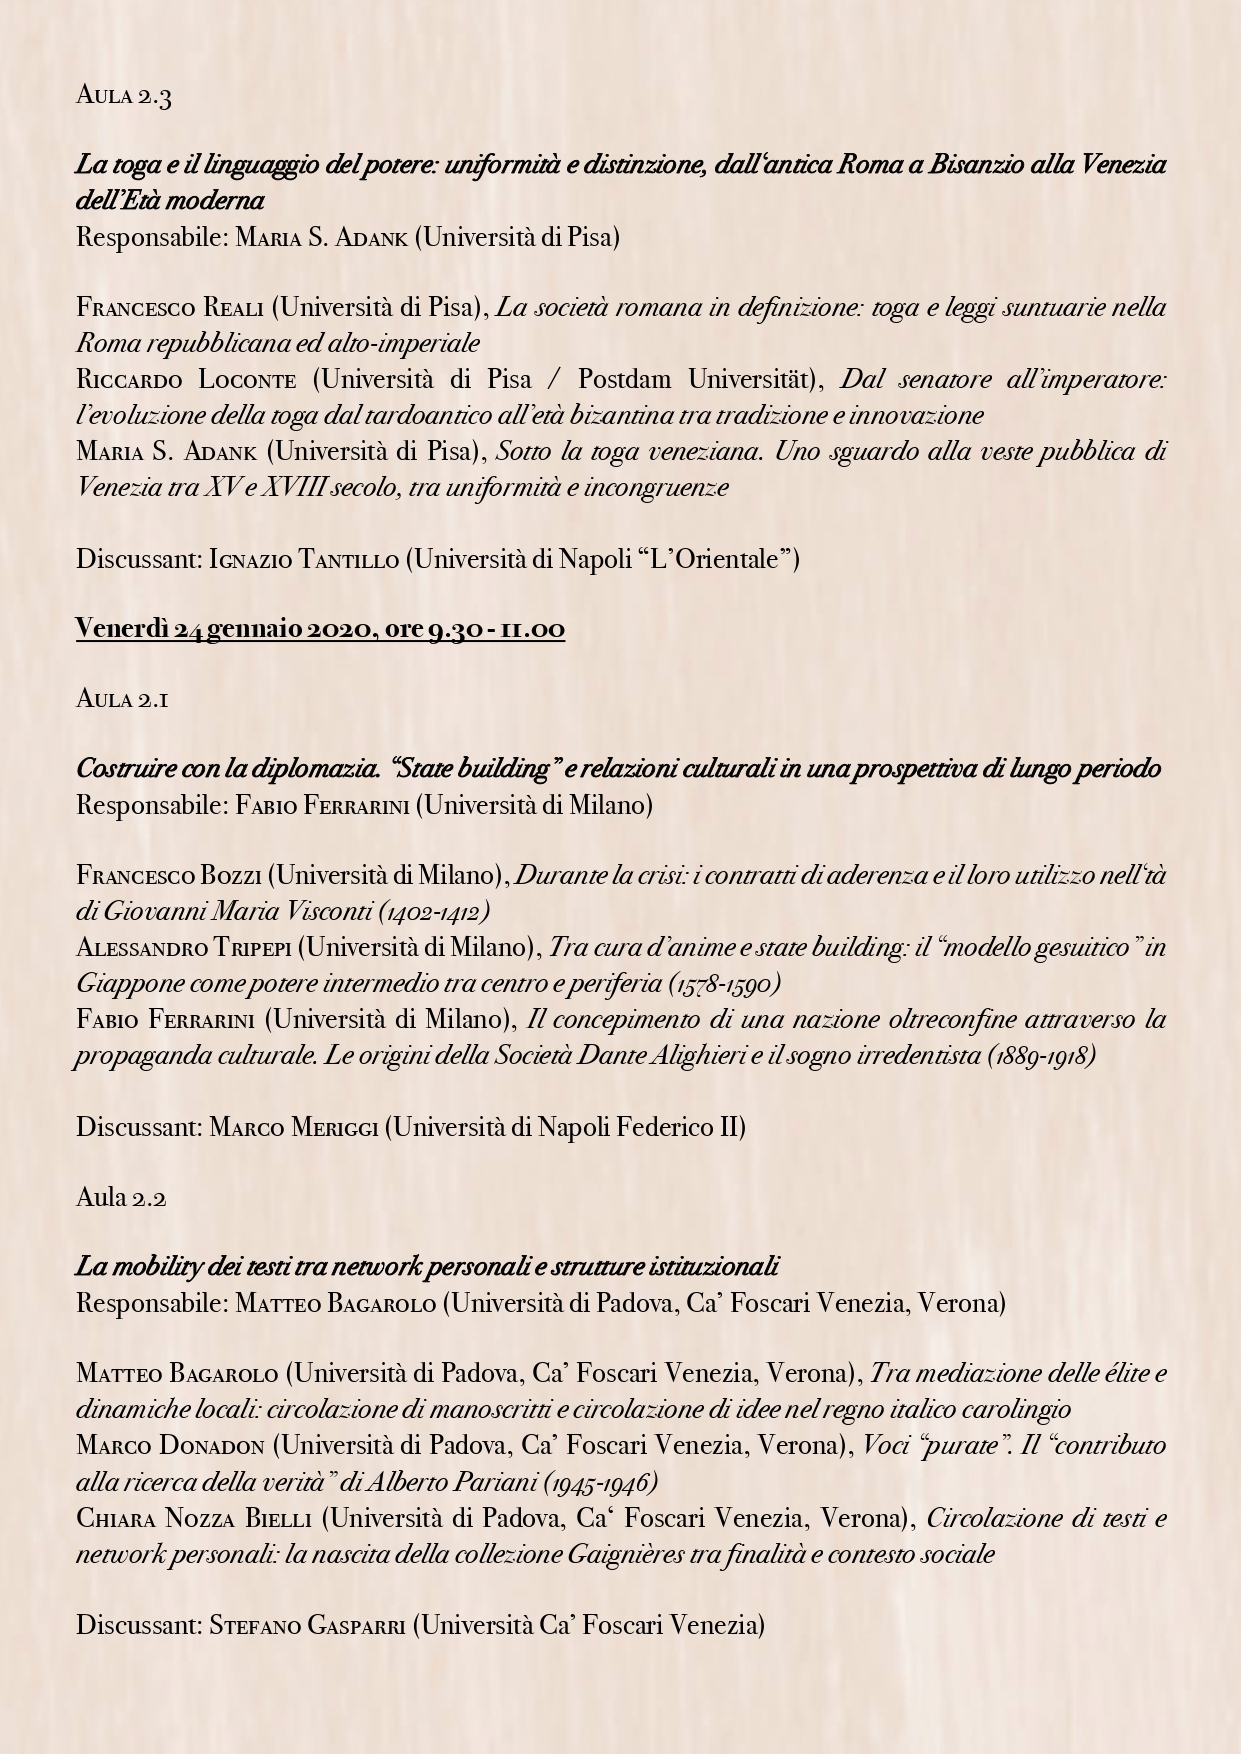 Aula 2.3
La toga e il linguaggio del potere: uniformità e distinzione, dall‘antica Roma a Bisanzio alla Venezia
dell’Età moderna
Responsabile: Maria S. Adank (Università di Pisa)
Francesco Reali (Università di Pisa), La società romana in definizione: toga e leggi suntuarie nella
Roma repubblicana ed alto-imperiale
Riccardo Loconte (Università di Pisa / Postdam Universität), Dal senatore all’imperatore:
l’evoluzione della toga dal tardoantico all’età bizantina tra tradizione e innovazione
Maria S. Adank (Università di Pisa), Sotto la toga veneziana. Uno sguardo alla veste pubblica di
Venezia tra XV e XVIII secolo, tra uniformità e incongruenze
Discussant: Ignazio Tantillo (Università di Napoli “L’Orientale”)
Venerdì 24 gennaio 2020, ore 9.30 - 11.00
Aula 2.1
Costruire con la diplomazia. “State building” e relazioni culturali in una prospettiva di lungo periodo
Responsabile: Fabio Ferrarini (Università di Milano)
Francesco Bozzi (Università di Milano), Durante la crisi: i contratti di aderenza e il loro utilizzo nell‘tà
di Giovanni Maria Visconti (1402-1412)
Alessandro Tripepi (Università di Milano), Tra cura d’anime e state building: il “modello gesuitico” in
Giappone come potere intermedio tra centro e periferia (1578-1590)
Fabio Ferrarini (Università di Milano), Il concepimento di una nazione oltreconfine attraverso la
propaganda culturale. Le origini della Società Dante Alighieri e il sogno irredentista (1889-1918)
Discussant: Marco Meriggi (Università di Napoli Federico II)
Aula 2.2
La mobility dei testi tra network personali e strutture istituzionali
Responsabile: Matteo Bagarolo (Università di Padova, Ca’ Foscari Venezia, Verona)
Matteo Bagarolo (Università di Padova, Ca’ Foscari Venezia, Verona), Tra mediazione delle élite e
dinamiche locali: circolazione di manoscritti e circolazione di idee nel regno italico carolingio
Marco Donadon (Università di Padova, Ca’ Foscari Venezia, Verona), Voci “purate”. Il “contributo
alla ricerca della verità” di Alberto Pariani (1945-1946)
Chiara Nozza Bielli (Università di Padova, Ca‘ Foscari Venezia, Verona), Circolazione di testi e
network personali: la nascita della collezione Gaignières tra finalità e contesto sociale
Discussant: Stefano Gasparri (Università Ca’ Foscari Venezia)